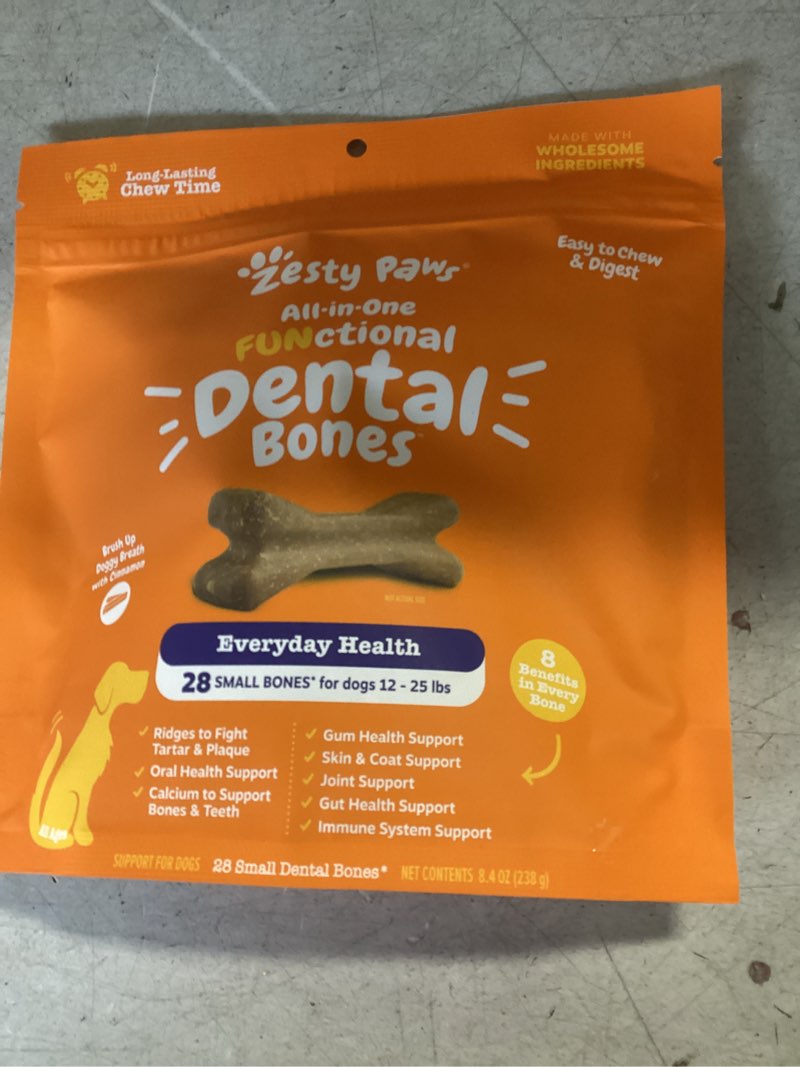 Long-Lasting
Chew Time
MADE WITH
WHOLESOME
INGREDIENTS
Easy to Chew
& Digest
Zesty Paws®
All-in-One
FUNctional
Dental
Bones™
Brush Up
Doggy Breath
with Cinnamon
NOT ACTUAL SIZE
Everyday Health
28 SMALL BONES* for dogs 12 - 25 lbs
8
Benefits
in Every
Bone
✓ Ridges to Fight
Tartar & Plaque
✓ Oral Health Support
✓ Calcium to Support
Bones & Teeth
✓ Gum Health Support
✓ Skin & Coat Support
✓ Joint Support
✓ Gut Health Support
✓ Immune System Support
All Ages
SUPPORT FOR DOGS 28 Small Dental Bones* NET CONTENTS 8.4 OZ (238 g)